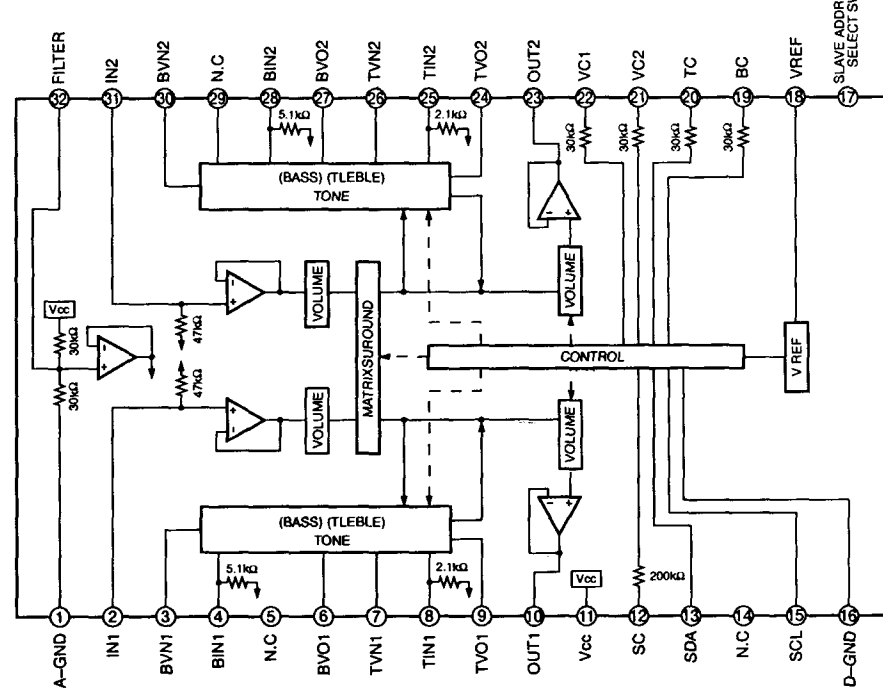 FILTER
IN2
BVN2
N.C
BIN2
BVO2
TVN2
TIN2
TVO2
OUT2
VC1
VC2
TC
BC
VREF
SLAVE ADDR
SELECT SW
32
31
30
29
28
27
26
25
24
23
22
21
20
19
18
17
5.1kΩ
2.1kΩ
30kΩ
30kΩ
30kΩ
30kΩ
(BASS) (TLEBLE)
TONE
Vcc
30kΩ
30kΩ
47kΩ
47kΩ
VOLUME
VOLUME
MATRIXSUROUND
VOLUME
VOLUME
CONTROL
V REF
(BASS) (TLEBLE)
TONE
5.1kΩ
2.1kΩ
Vcc
200kΩ
1
2
3
4
5
6
7
8
9
10
11
12
13
14
15
16
A-GND
IN1
BVN1
BIN1
N.C
BVO1
TVN1
TIN1
TVO1
OUT1
Vcc
SC
SDA
N.C
SCL
D-GND